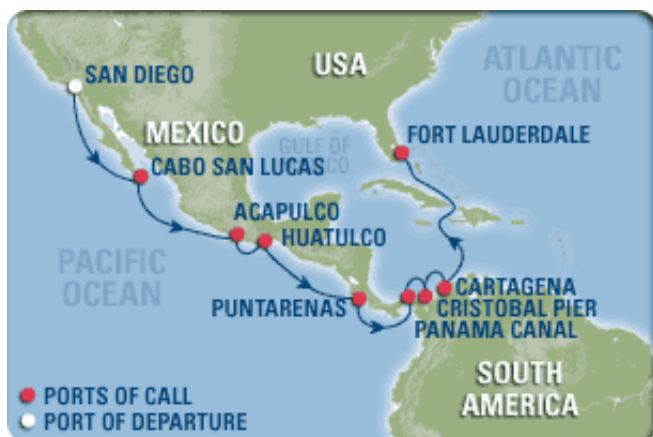 SAN DIEGO
USA
ATLANTIC
OCEAN
MEXICO
GULF OF
MEXICO
FORT LAUDERDALE
CABO SAN LUCAS
ACAPULCO
HUATULCO
PACIFIC
OCEAN
PUNTARENAS
CARTAGENA
CRISTOBAL PIER
PANAMA CANAL
SOUTH
AMERICA
PORTS OF CALL
PORT OF DEPARTURE